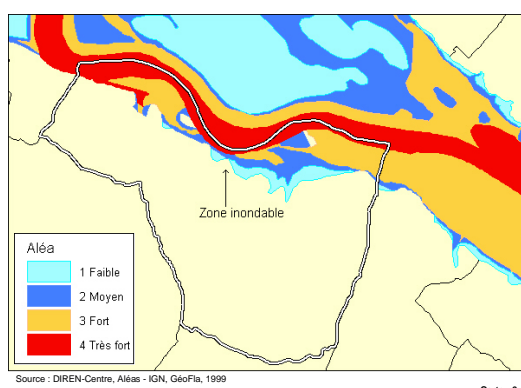 Zone inondable
Aléa
1 Faible
2 Moyen
3 Fort
4 Très fort
Source : DIREN-Centre, Aléas - IGN, GéoFla, 1999